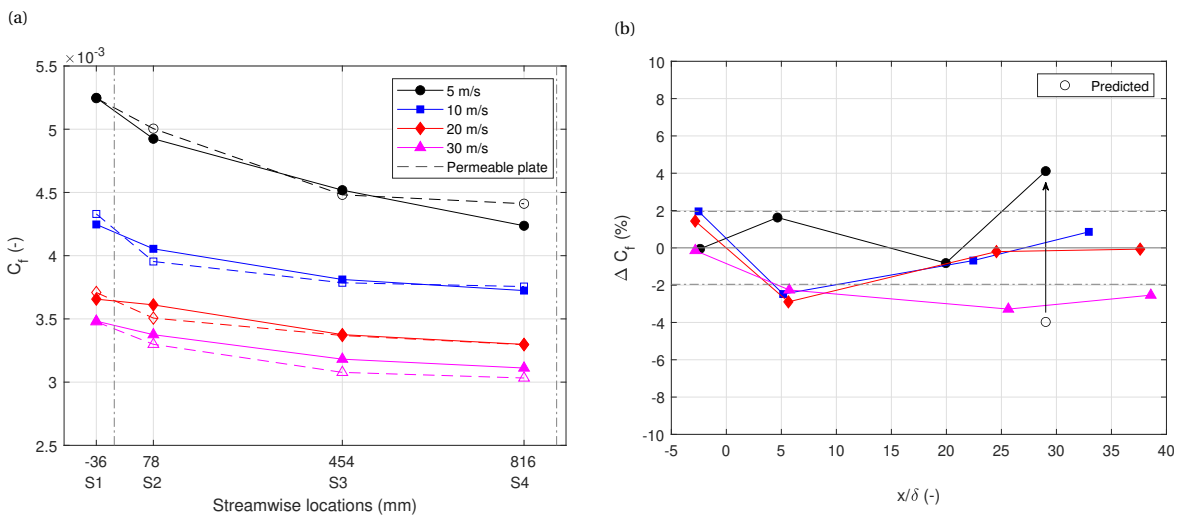 (a)
×10⁻³
5.5
5
4.5
4
3.5
3
2.5
C_f (-)
5 m/s
10 m/s
20 m/s
30 m/s
Permeable plate
-36 78 454 816
S1 S2 S3 S4
Streamwise locations (mm)
(b)
10
8
6
4
2
0
-2
-4
-6
-8
-10
Δ C_f (%)
Predicted
-5 0 5 10 15 20 25 30 35 40
x/δ (-)